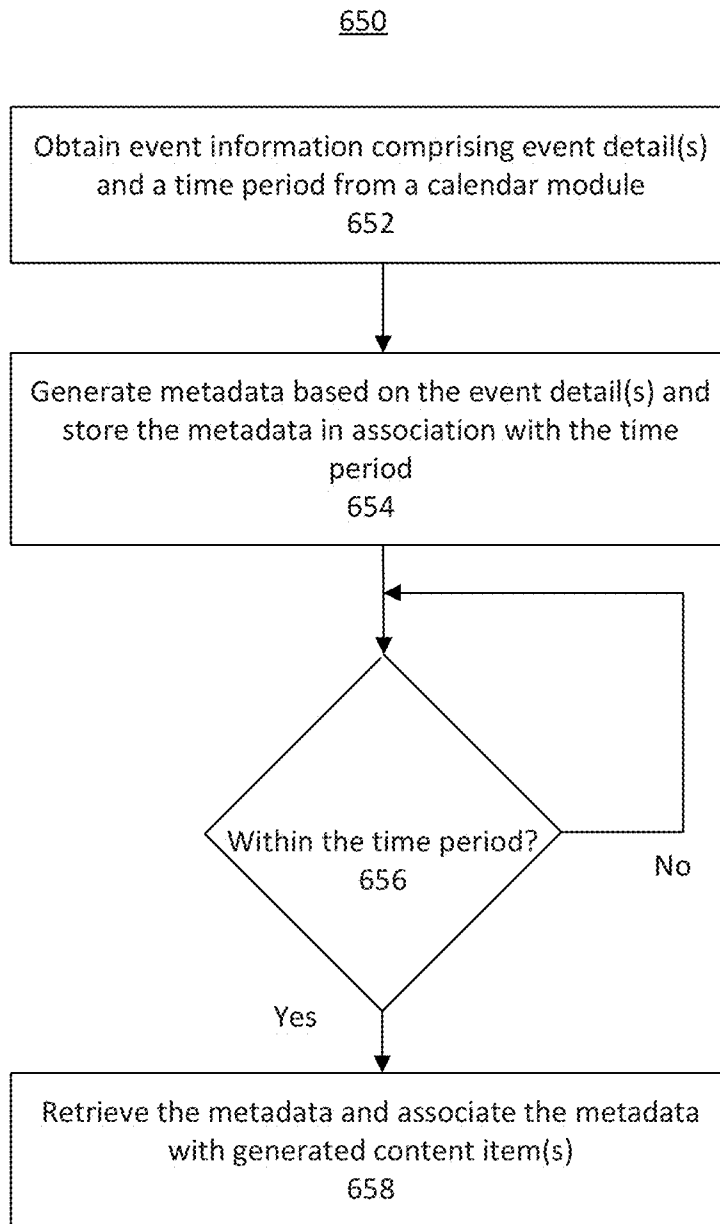 650
Obtain event information comprising event detail(s)
and a time period from a calendar module
652
Generate metadata based on the event detail(s) and
store the metadata in association with the time
period
654
Within the time period?
656
No
Yes
Retrieve the metadata and associate the metadata
with generated content item(s)
658